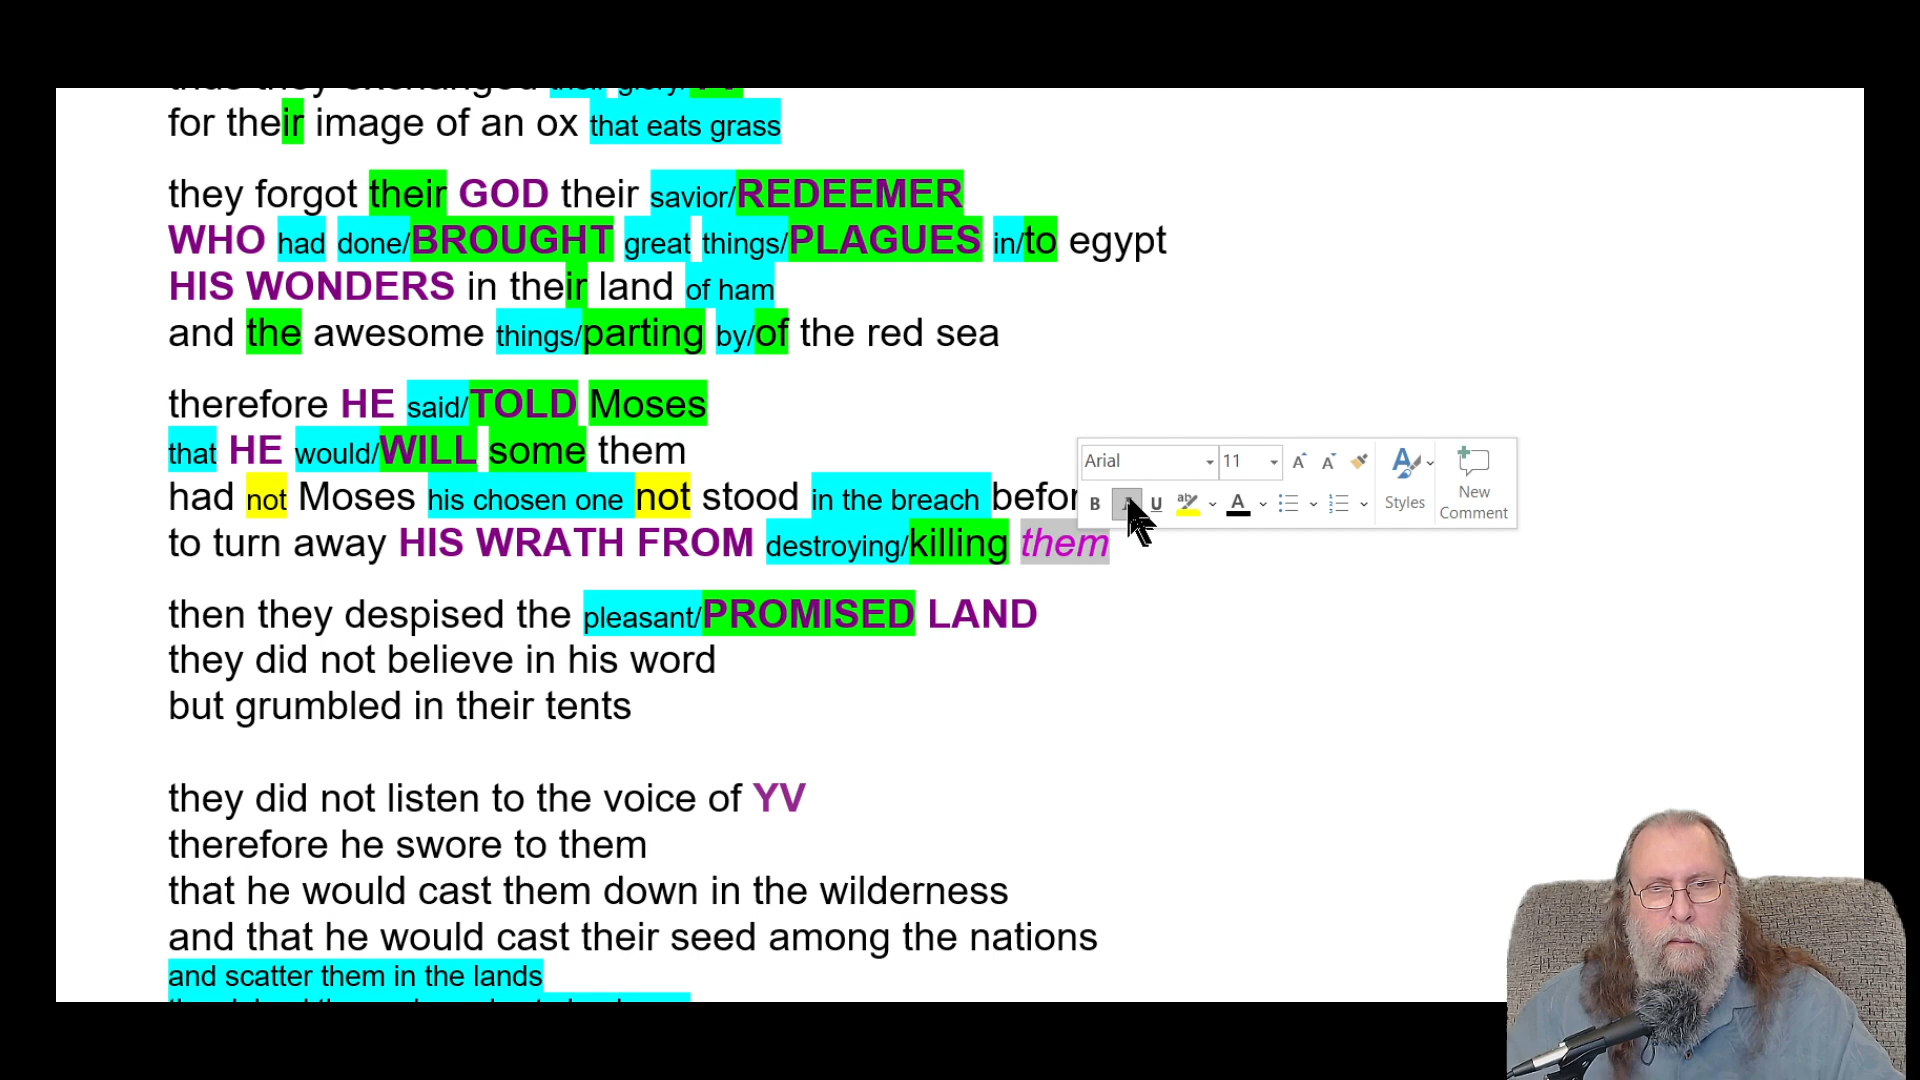 for their image of an ox that eats grass
they forgot their GOD their savior/REDEEMER
WHO had done/BROUGHT great things/PLAGUES in/to egypt
HIS WONDERS in their land of ham
and the awesome things/parting by/of the red sea
therefore HE said/TOLD Moses
that HE would/WILL some them
had not Moses his chosen one not stood in the breach
to turn away HIS WRATH FROM destroying/killing them
Arial 11
B U A
Styles
New Comment
then they despised the pleasant/PROMISED LAND
they did not believe in his word
but grumbled in their tents
they did not listen to the voice of YV
therefore he swore to them
that he would cast them down in the wilderness
and that he would cast their seed among the nations
and scatter them in the lands